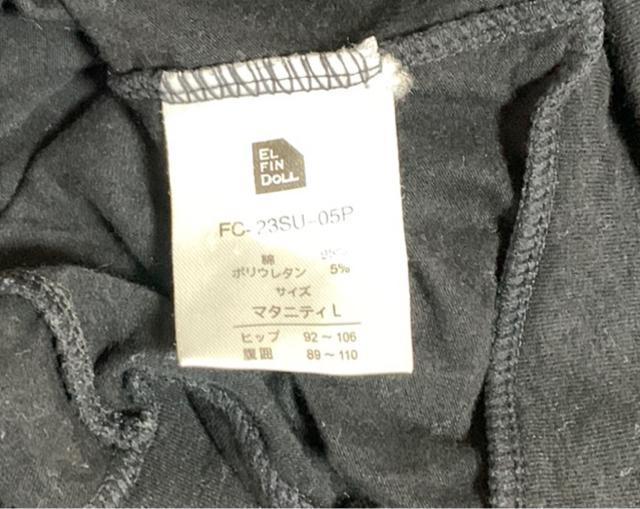 EL
FIN
DOLL
FC-23SU-05P
綿
ポリウレタン 5%
サイズ
マタニティ L
ヒップ 92～106
腹囲 89～110